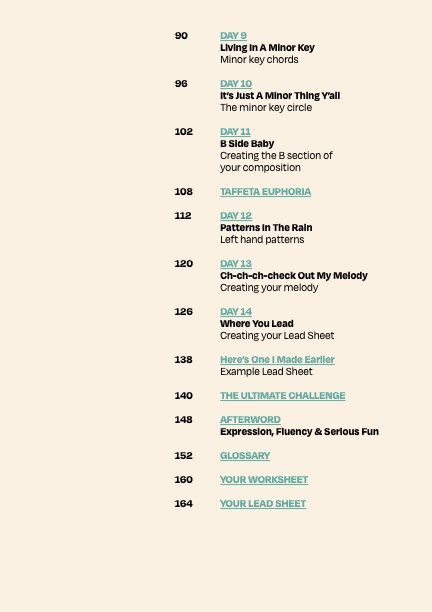 90 DAY 9
Living In A Minor Key
Minor key chords
96 DAY 10
It's Just A Minor Thing Y'all
The minor key circle
102 DAY 11
B Side Baby
Creating the B section of
your composition
108 TAFFETA EUPHORIA
112 DAY 12
Patterns In The Rain
Left hand patterns
120 DAY 13
Ch-ch-ch-check Out My Melody
Creating your melody
126 DAY 14
Where You Lead
Creating your Lead Sheet
138 Here's One I Made Earlier
Example Lead Sheet
140 THE ULTIMATE CHALLENGE
148 AFTERWORD
Expression, Fluency & Serious Fun
152 GLOSSARY
160 YOUR WORKSHEET
164 YOUR LEAD SHEET